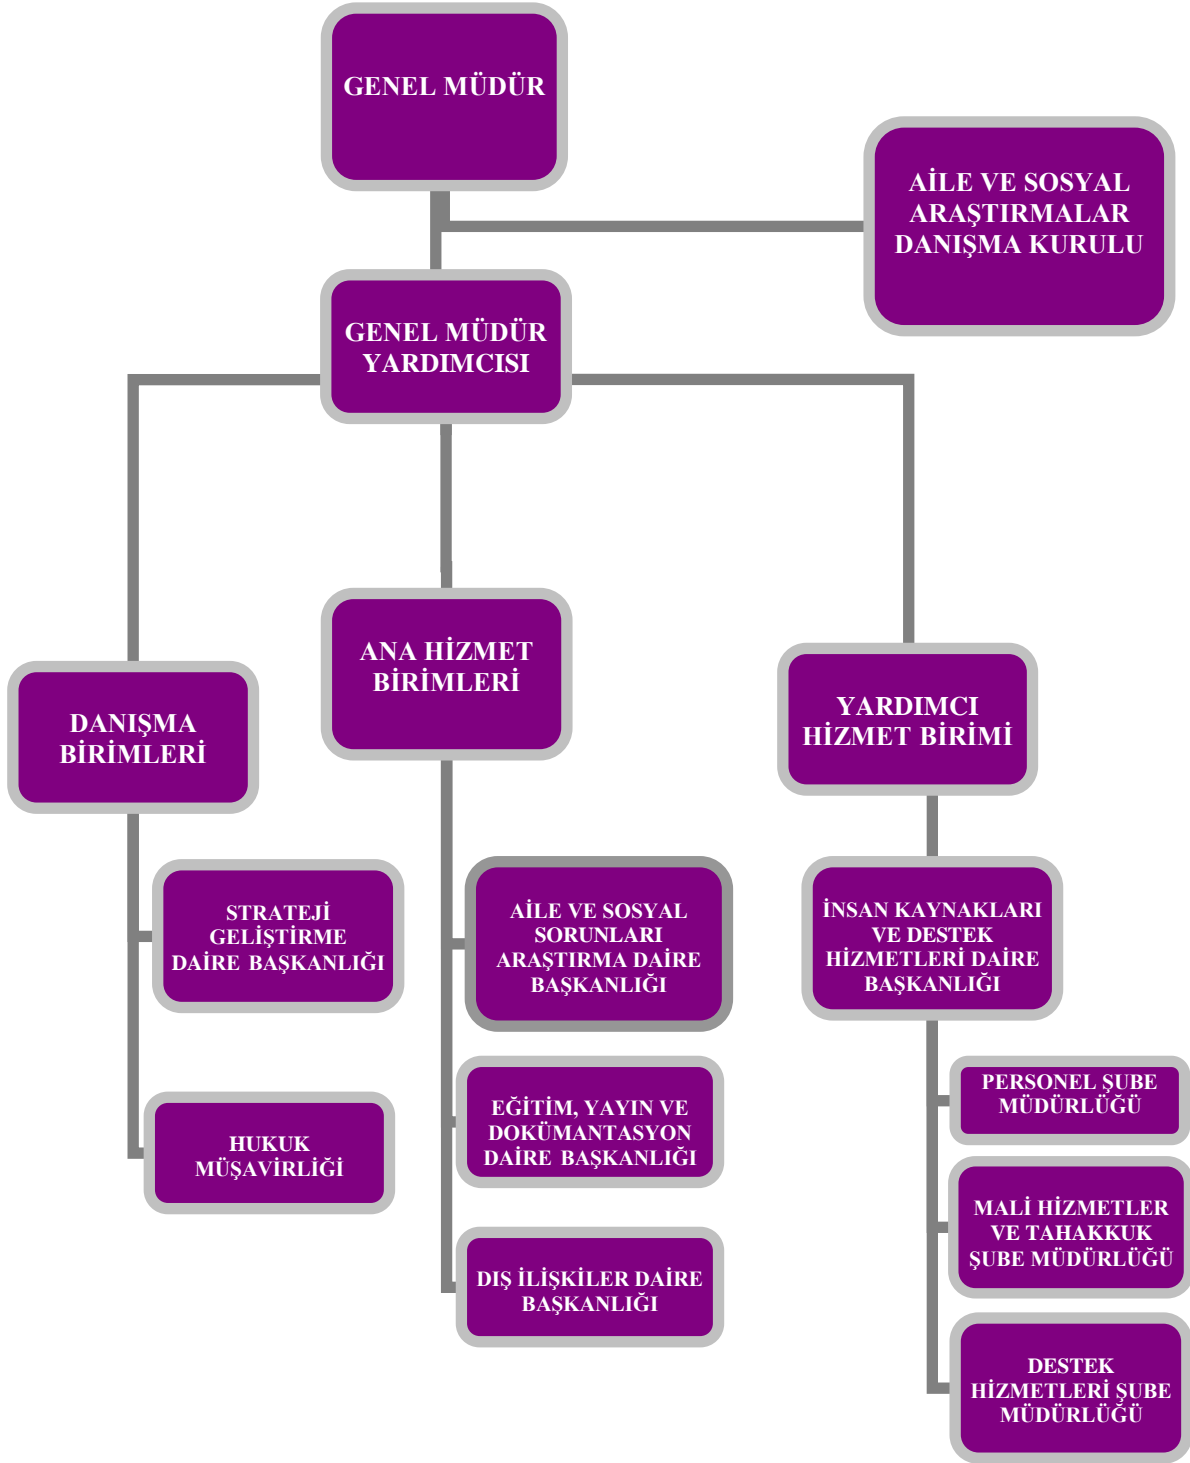 GENEL MÜDÜR
AİLE VE SOSYAL
ARAŞTIRMALAR
DANIŞMA KURULU
GENEL MÜDÜR
YARDIMCISI
DANIŞMA
BİRİMLERİ
ANA HİZMET
BİRİMLERİ
YARDIMCI
HİZMET BİRİMİ
STRATEJİ
GELİŞTİRME
DAİRE BAŞKANLIĞI
HUKUK
MÜŞAVİRLİĞİ
AİLE VE SOSYAL
SORUNLARI
ARAŞTIRMA DAİRE
BAŞKANLIĞI
EĞİTİM, YAYIN VE
DOKÜMANTASYON
DAİRE BAŞKANLIĞI
DIŞ İLİŞKİLER DAİRE
BAŞKANLIĞI
İNSAN KAYNAKLARI
VE DESTEK
HİZMETLERİ DAİRE
BAŞKANLIĞI
PERSONEL ŞUBE
MÜDÜRLÜĞÜ
MALİ HİZMETLER
VE TAHAKKUK
ŞUBE MÜDÜRLÜĞÜ
DESTEK
HİZMETLERİ ŞUBE
MÜDÜRLÜĞÜ